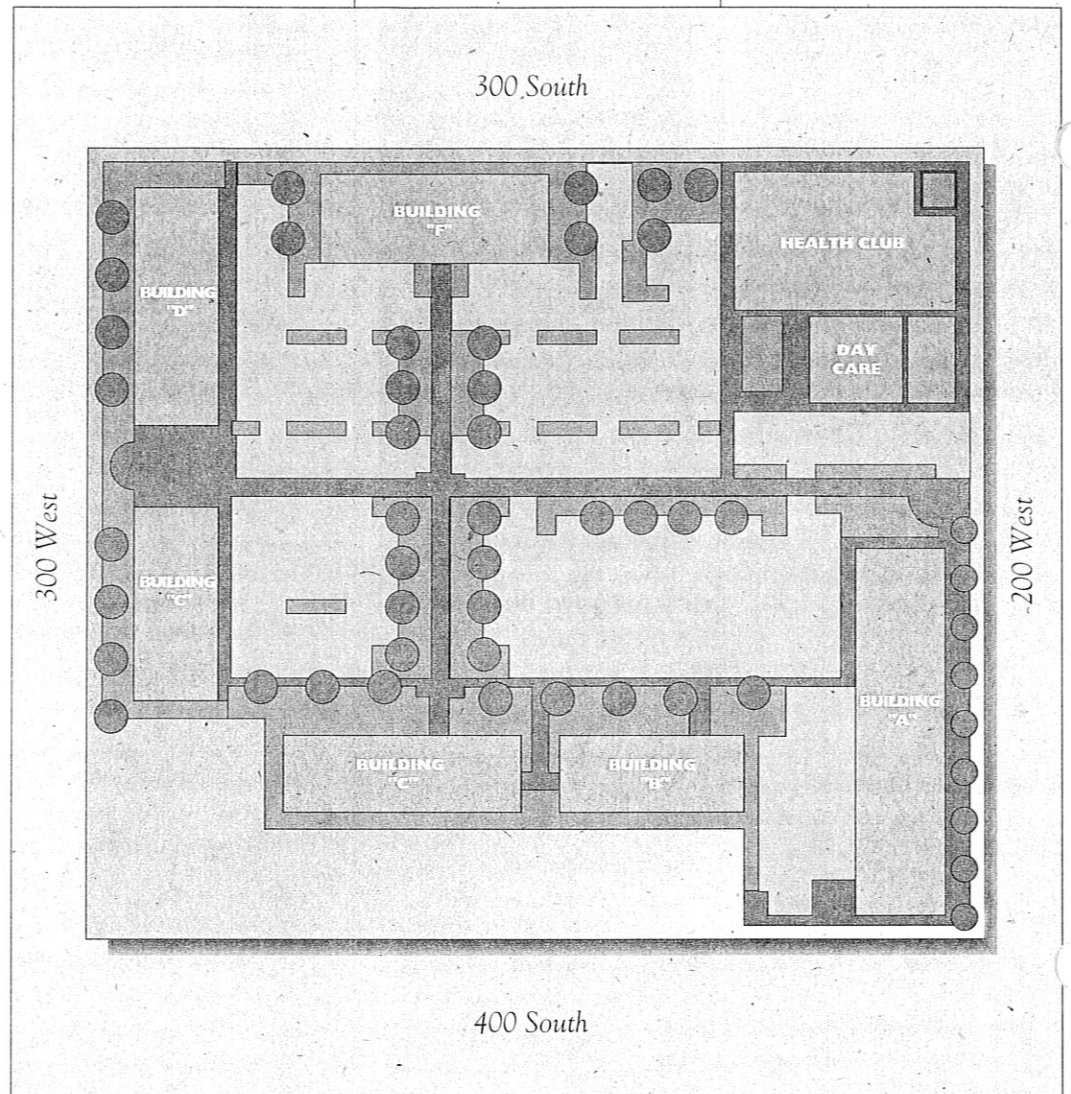 300 South
BUILDING
"F"
HEALTH CLUB
BUILDING
"D"
DAY
CARE
300 West
200 West
BUILDING
"C"
BUILDING
"A"
BUILDING
"C"
BUILDING
"B"
400 South